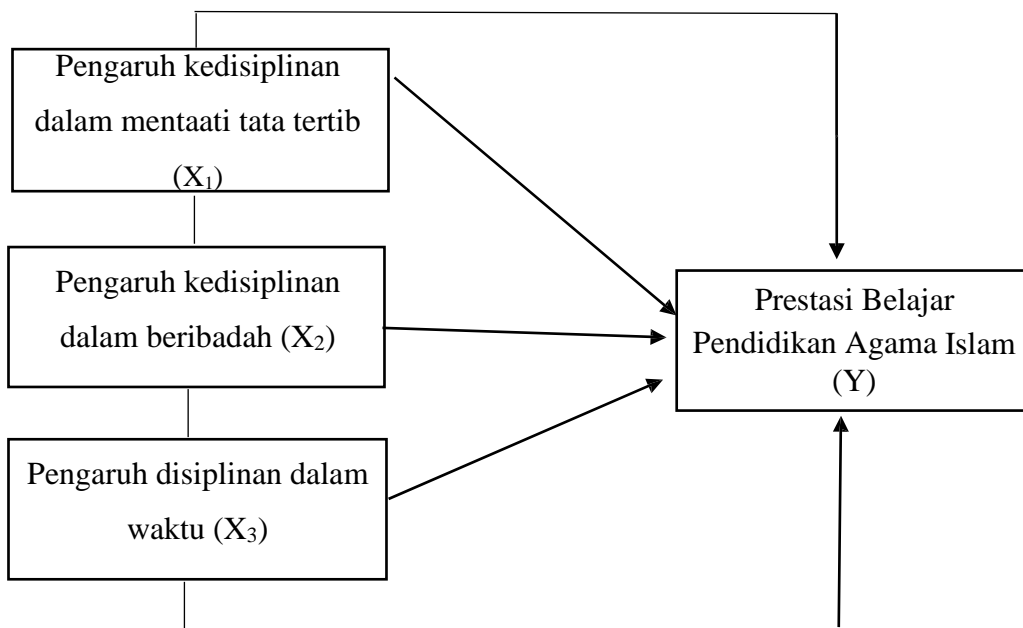 Pengaruh kedisiplinan
dalam mentaati tata tertib
(X₁)
Pengaruh kedisiplinan
dalam beribadah (X₂)
Pengaruh disiplinan dalam
waktu (X₃)
Prestasi Belajar
Pendidikan Agama Islam
(Y)